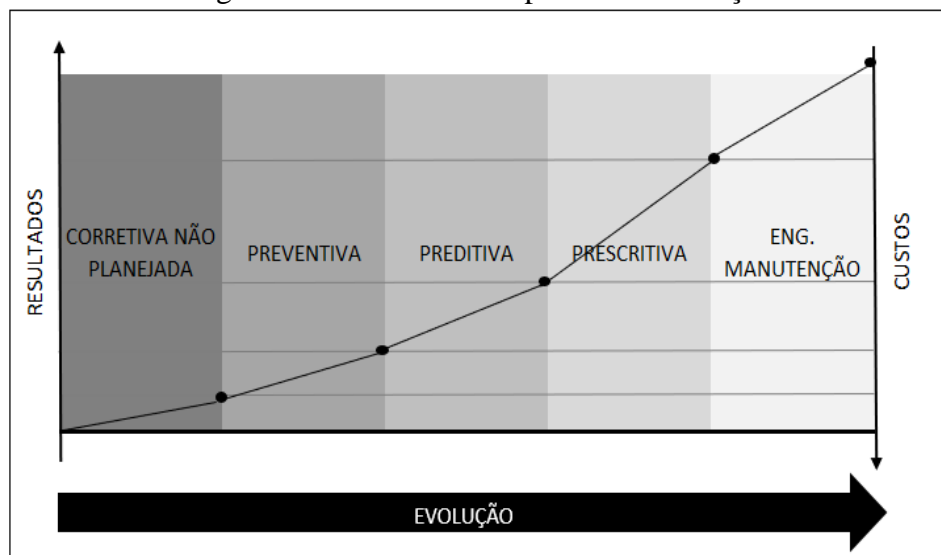 RESULTADOS
CORRETIVA NÃO
PLANEJADA
PREVENTIVA
PREDITIVA
PRESCRITIVA
ENG.
MANUTENÇÃO
CUSTOS
EVOLUÇÃO